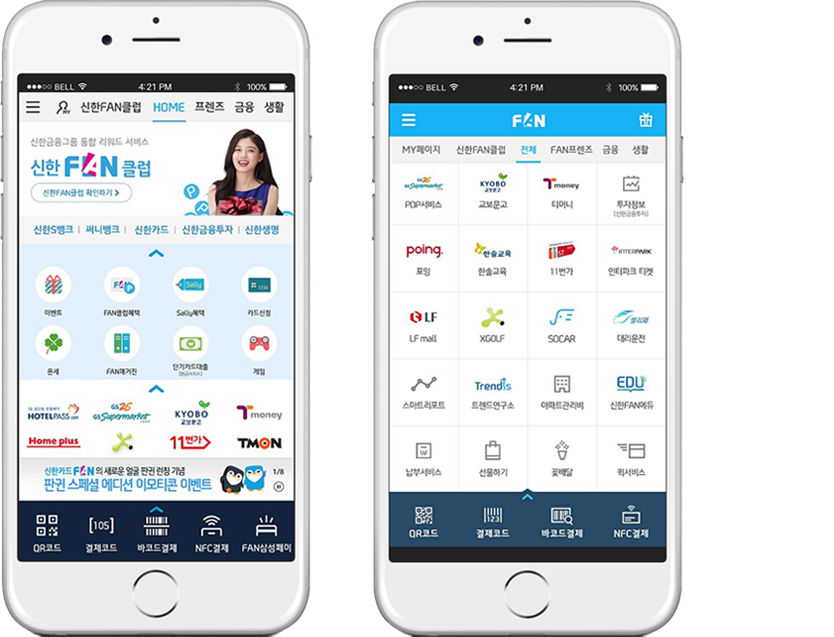 BELL 4:21 PM 100%
MY 신한FAN클럽 HOME 프렌즈 금융 생활
신한금융그룹 통합 리워드 서비스
신한 FAN 클럽
신한FAN클럽 확인하기 >
신한S뱅크 | 써니뱅크 | 신한카드 | 신한금융투자 | 신한생명
이벤트 FAN클럽혜택 Sally혜택 카드신청
운세 FAN매거진 단기카드대출 게임
(현금서비스)
HOTELPASS.com GS25 Supermarket KYOBO 교보문고 T money
Home plus 11번가 TMON
신한카드 FAN의 새로운 얼굴 판귄 런칭 기념
판귄 스페셜 에디션 이모티콘 이벤트
1/8
[105]
QR코드 결제코드 바코드결제 NFC결제 FAN삼성페이
BELL 4:21 PM 100%
FAN
MY페이지 신한FAN클럽 전체 FAN프렌즈 금융 생활
GS25 Supermarket KYOBO 교보문고 T money
POP서비스 교보문고 티머니 투자정보
(신한금융투자)
poing. 한솔교육 11ST INTERPARK
포잉 한솔교육 11번가 인터파크 티켓
LF
LF mall XGOLF SOCAR 대리운전
Trendis EDU
스마트리포트 트렌드연구소 아파트관리비 신한FAN에듀
납부서비스 선물하기 꽃배달 퀵서비스
123
QR코드 결제코드 바코드결제 NFC결제